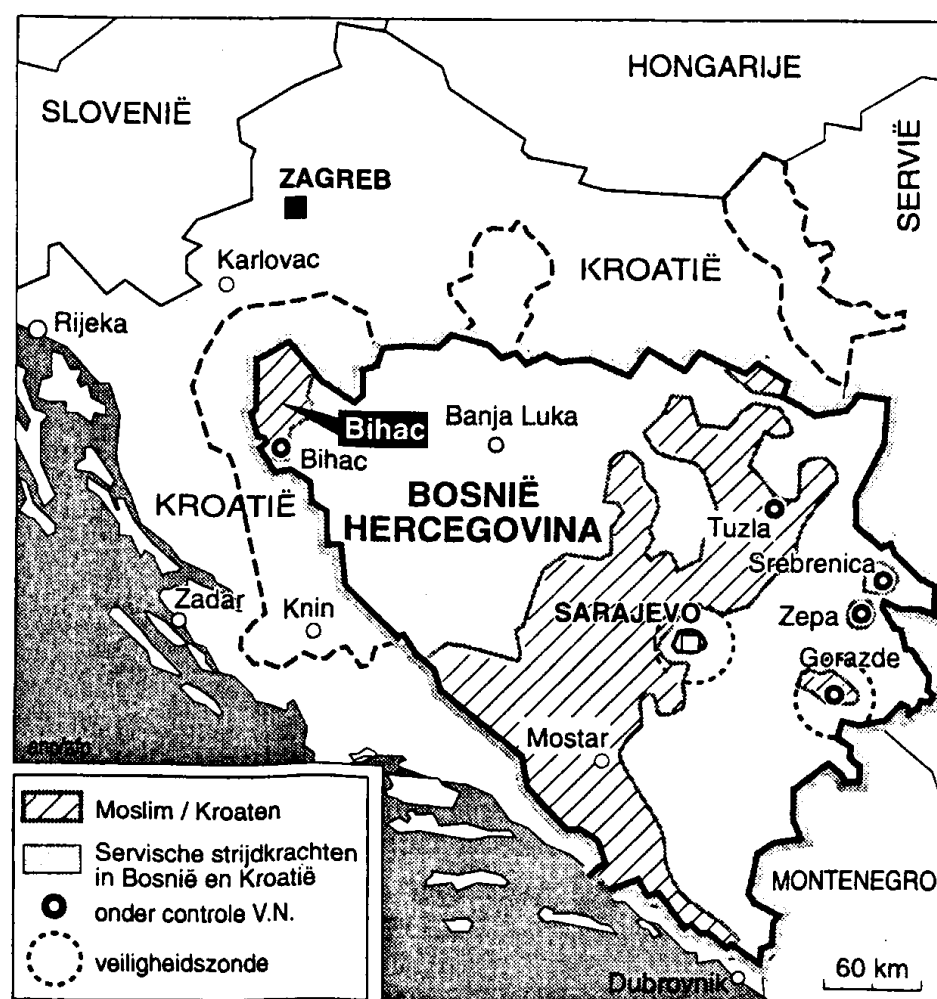 HONGARIJE
SLOVENIË
SERVIË
ZAGREB
Karlovac
KROATIË
Rijeka
Bihac
Banja Luka
Bihac
BOSNIË
HERCEGOVINA
KROATIË
Tuzla
Srebrenica
Zadar
Knin
SARAJEVO
Zepa
Gorazde
Mostar
Moslim / Kroaten
Servische strijdkrachten
in Bosnië en Kroatië
onder controle V.N.
veiligheidszonde
MONTENEGRO
Dubrovnik
60 km